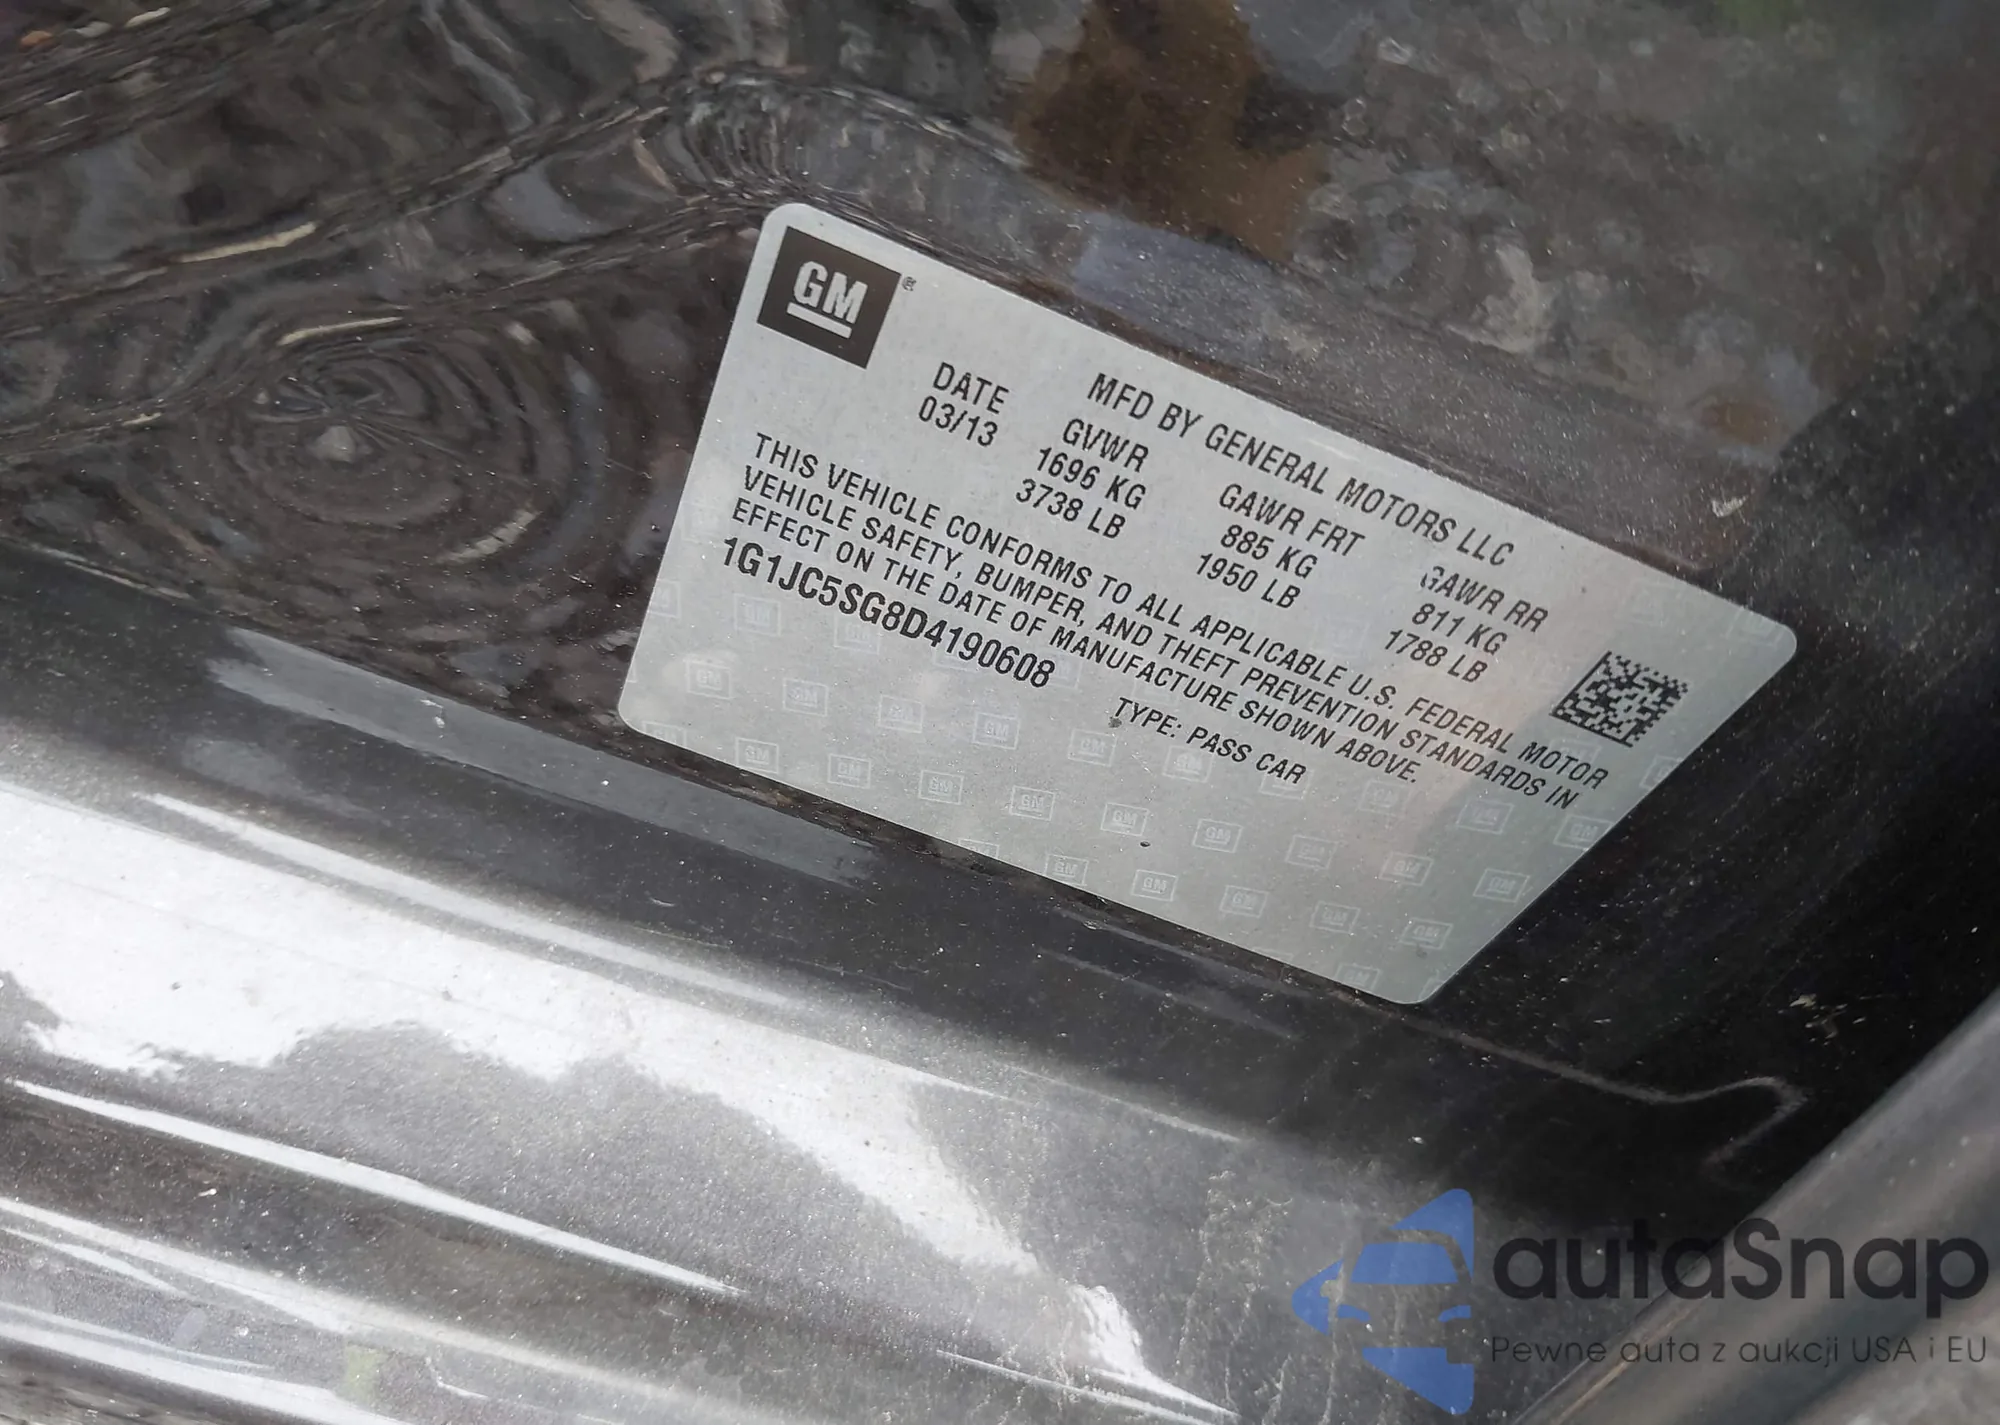 GM®
MFD BY GENERAL MOTORS LLC
DATE GVWR GAWR FRT GAWR RR
03/13 1696 KG 885 KG 811 KG
3738 LB 1950 LB 1788 LB
THIS VEHICLE CONFORMS TO ALL APPLICABLE U.S. FEDERAL MOTOR
VEHICLE SAFETY, BUMPER, AND THEFT PREVENTION STANDARDS IN
EFFECT ON THE DATE OF MANUFACTURE SHOWN ABOVE.
1G1JC5SG8D4190608 TYPE: PASS CAR
autaSnap
Pewne auta z aukcji USA i EU